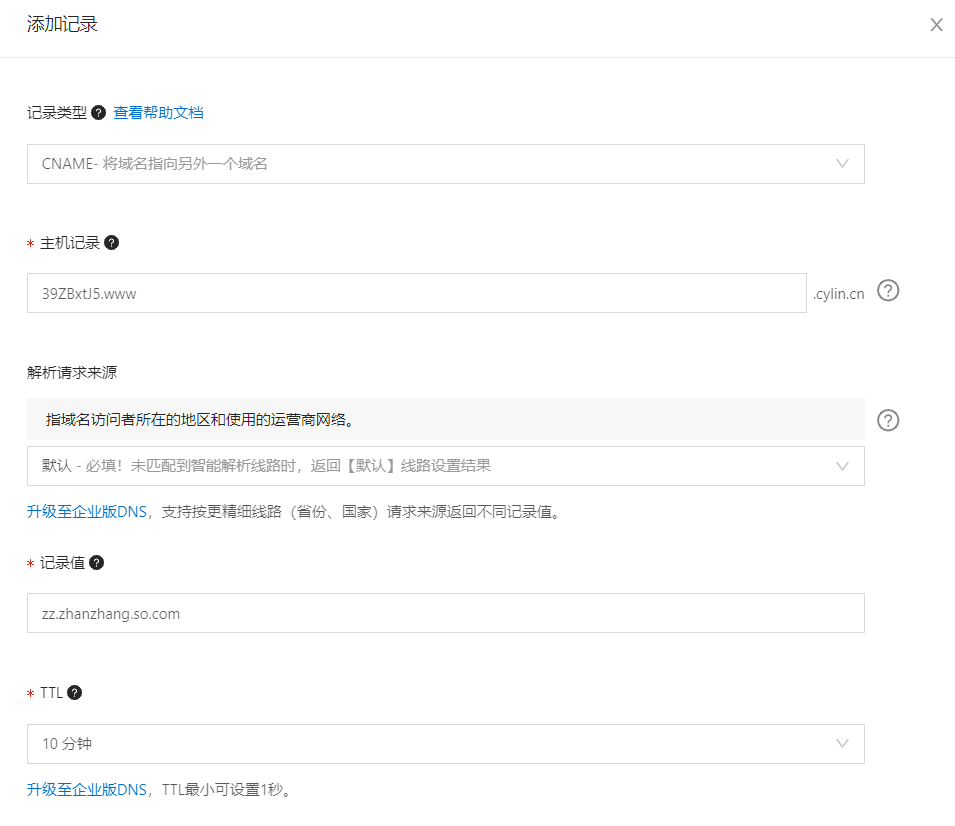 添加记录
记录类型 ? 查看帮助文档
CNAME- 将域名指向另外一个域名
* 主机记录 ?
39ZBxtJ5.www .cylin.cn ?
解析请求来源
指域名访问者所在的地区和使用的运营商网络。 ?
默认 - 必填！未匹配到智能解析线路时，返回【默认】线路设置结果
升级至企业版DNS，支持按更精细线路（省份、国家）请求来源返回不同记录值。
* 记录值 ?
zz.zhanzhang.so.com
* TTL ?
10 分钟
升级至企业版DNS，TTL最小可设置1秒。